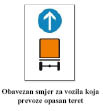 Obavezan smjer za vozila koja
prevoze opasan teret